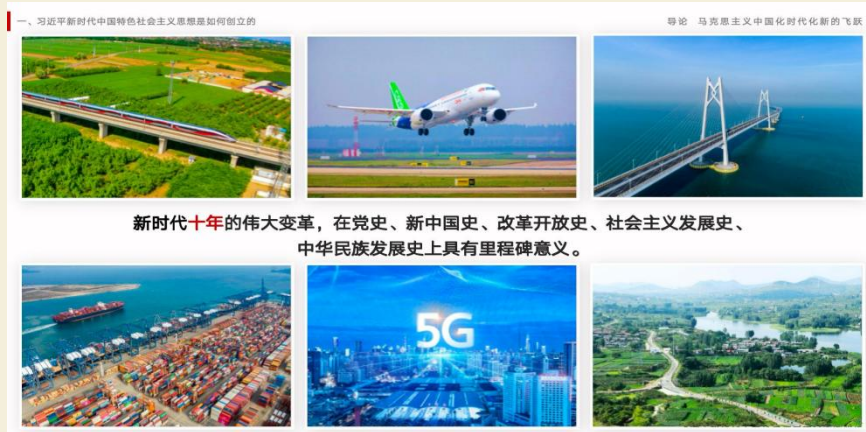 一、习近平新时代中国特色社会主义思想是如何创立的
导论 马克思主义中国化时代化新的飞跃
新时代十年的伟大变革，在党史、新中国史、改革开放史、社会主义发展史、
中华民族发展史上具有里程碑意义。
5G